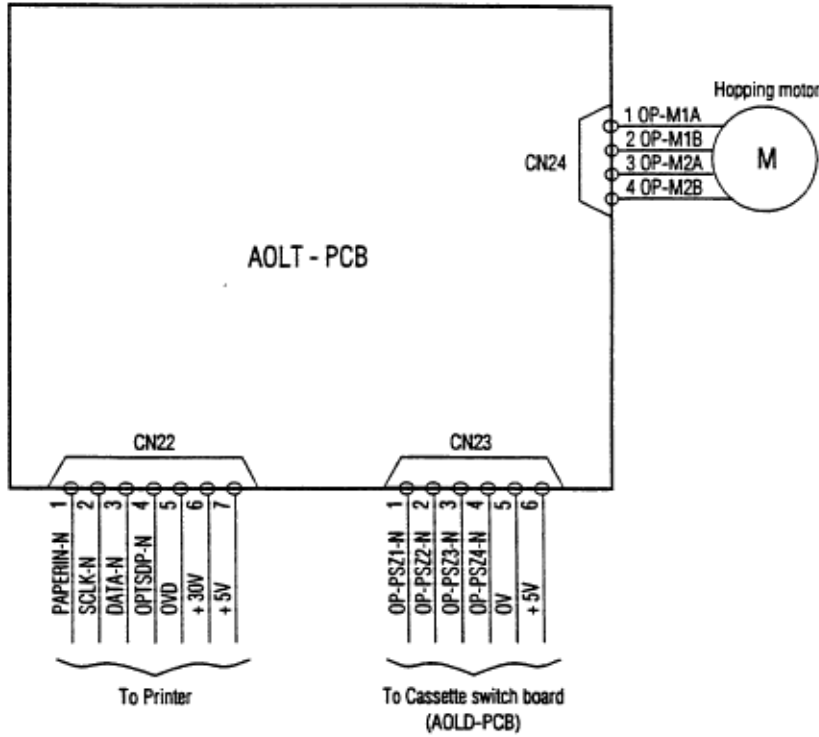 Hopping motor
1 OP-M1A
2 OP-M1B
3 OP-M2A
4 OP-M2B
M
CN24
AOLT - PCB
CN22
CN23
1 2 3 4 5 6 7
PAPERIN-N
SCLK-N
DATA-N
OPTSDP-N
0VD
+30V
+5V
1 2 3 4 5 6
OP-PSZ1-N
OP-PSZ2-N
OP-PSZ3-N
OP-PSZ4-N
0V
+5V
To Printer
To Cassette switch board
(AOLD-PCB)